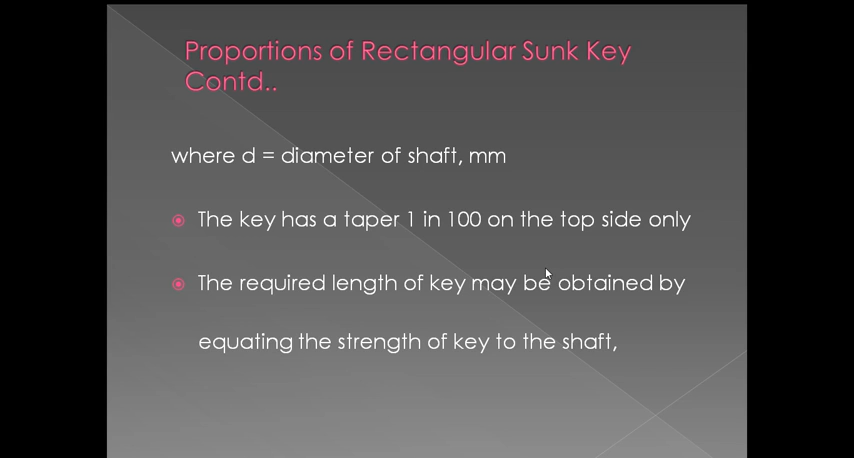 Proportions of Rectangular Sunk Key
Contd..
where d = diameter of shaft, mm
The key has a taper 1 in 100 on the top side only
The required length of key may be obtained by
equating the strength of key to the shaft,